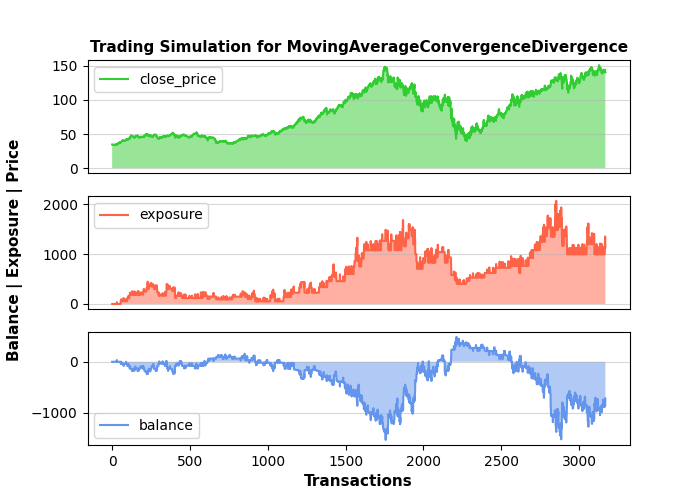 Trading Simulation for MovingAverageConvergenceDivergence
150
close_price
100
50
0
2000
exposure
1000
0
Balance | Exposure | Price
0
−1000
balance
0 500 1000 1500 2000 2500 3000
Transactions